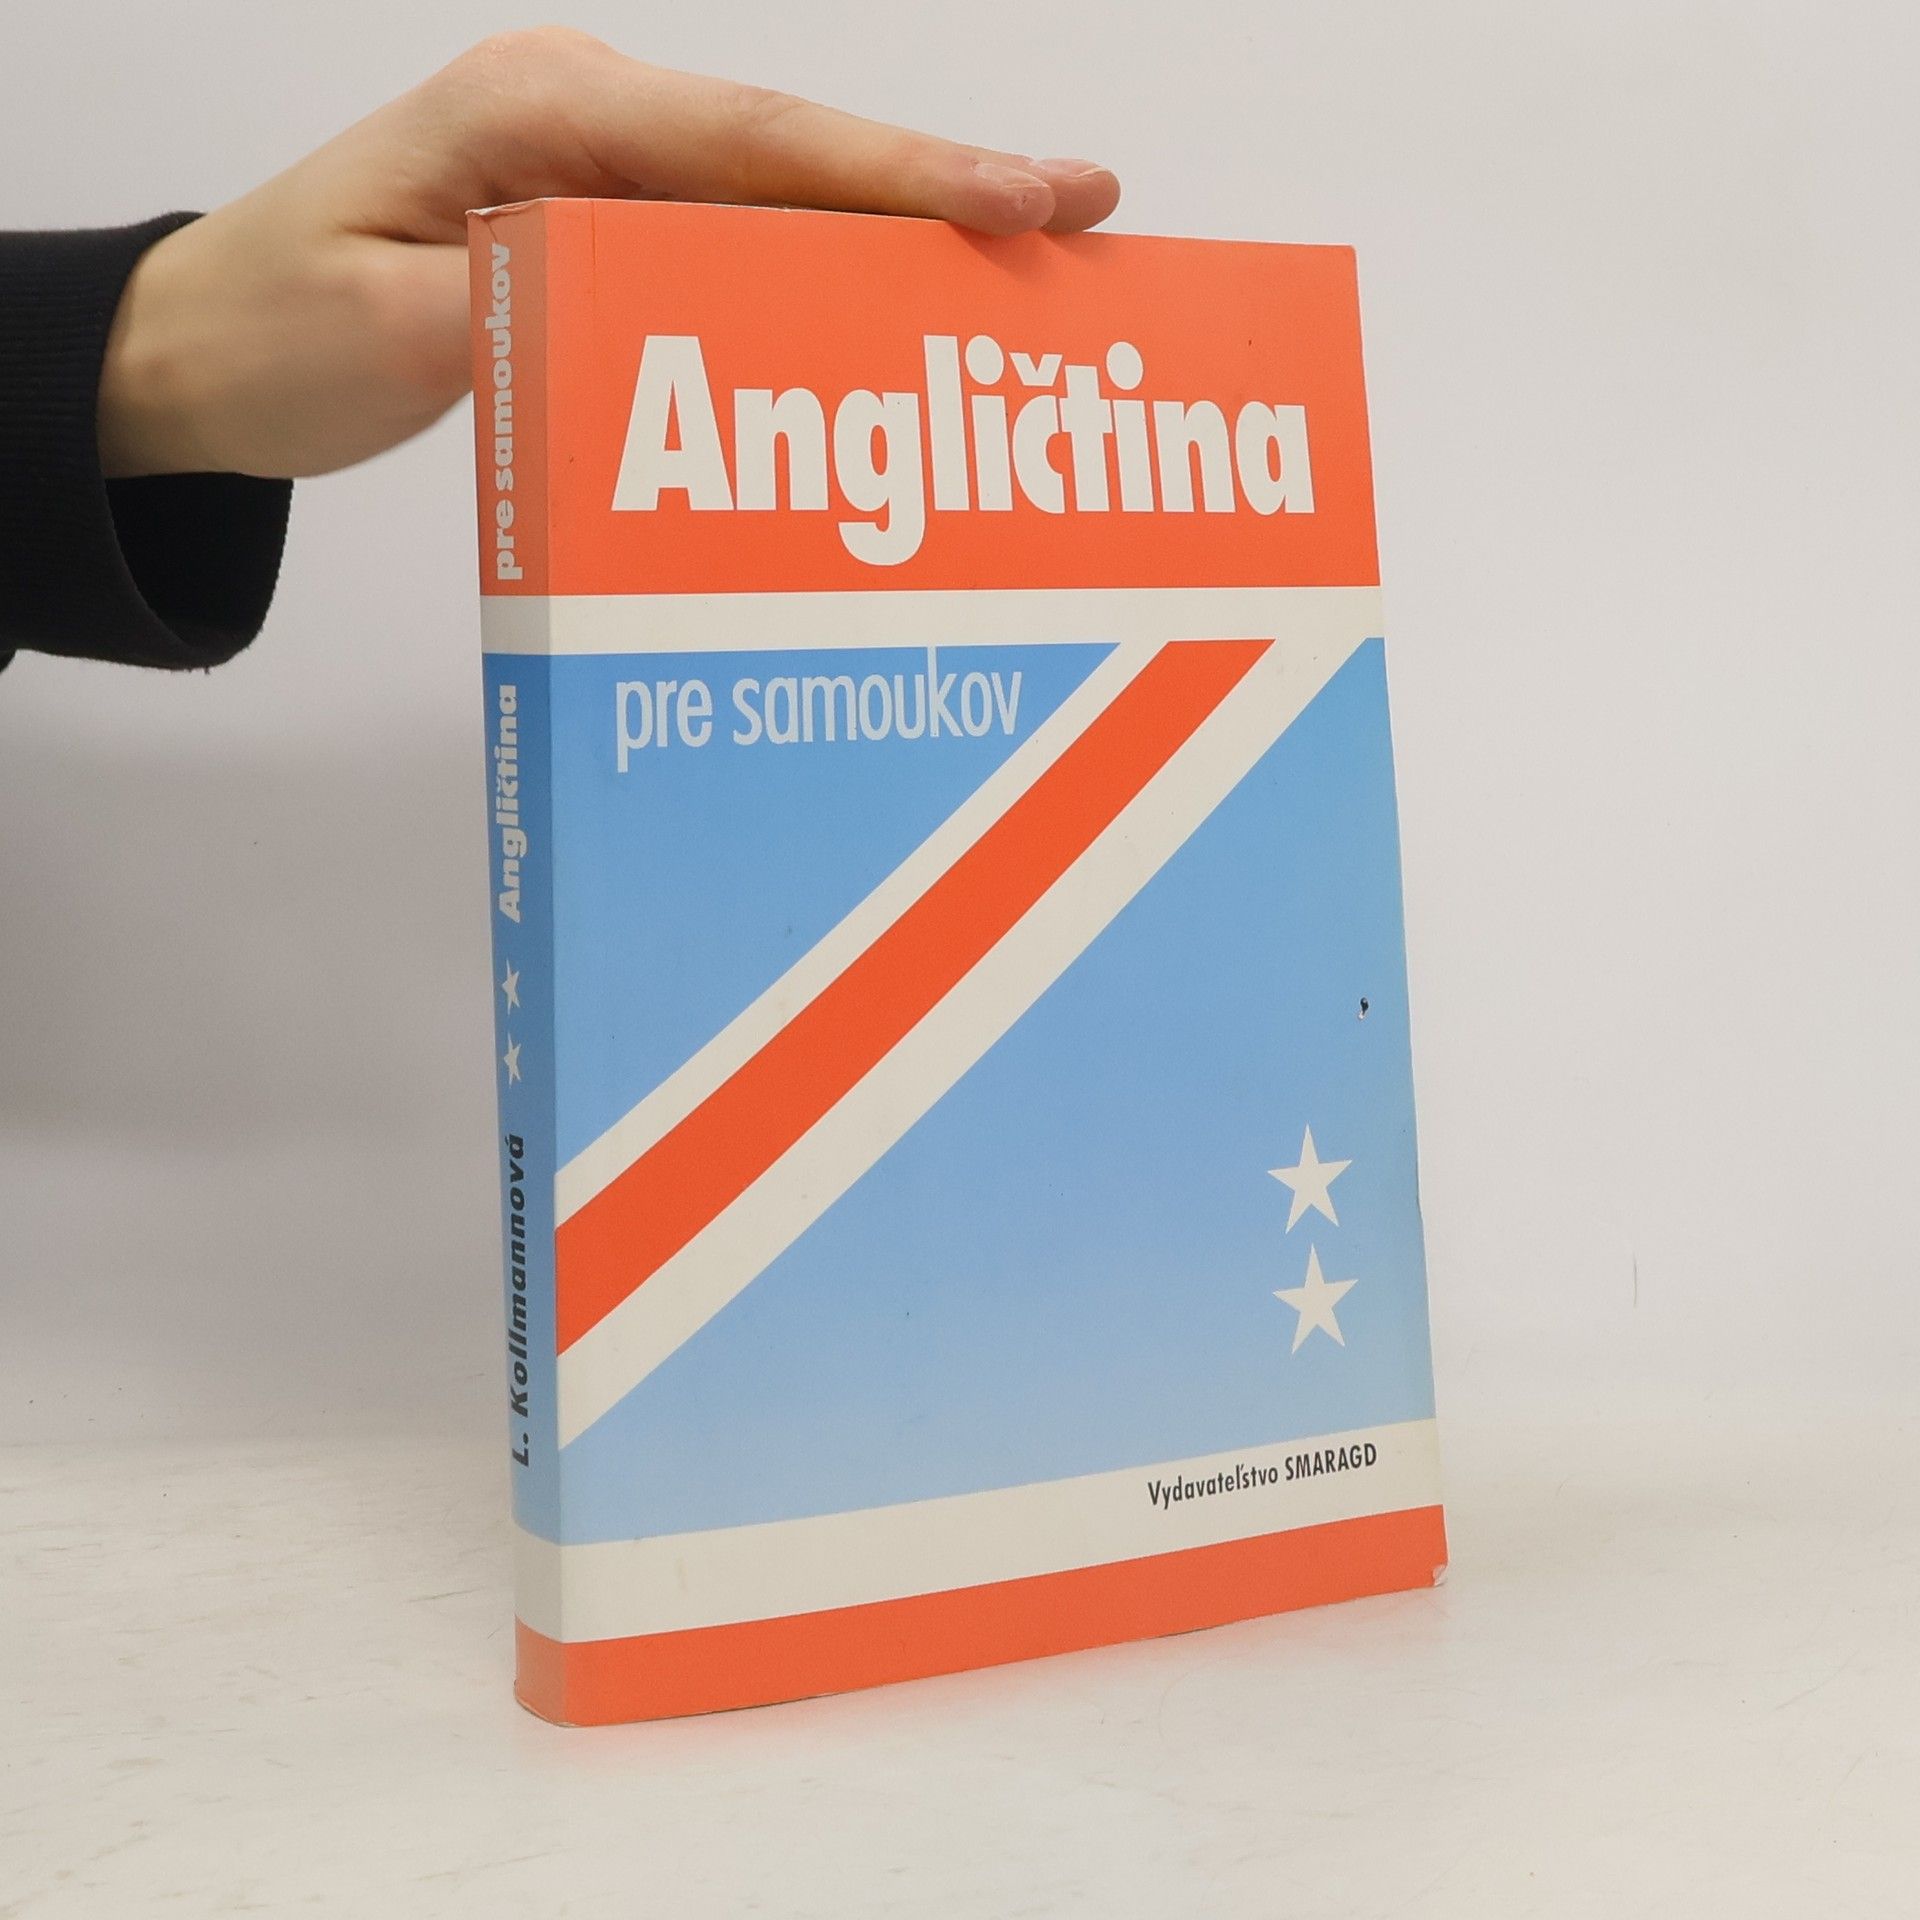 Angličtina
pre samoukov
Vydavateľstvo SMARAGD
L. Kollmannová Angličtina pre samoukov